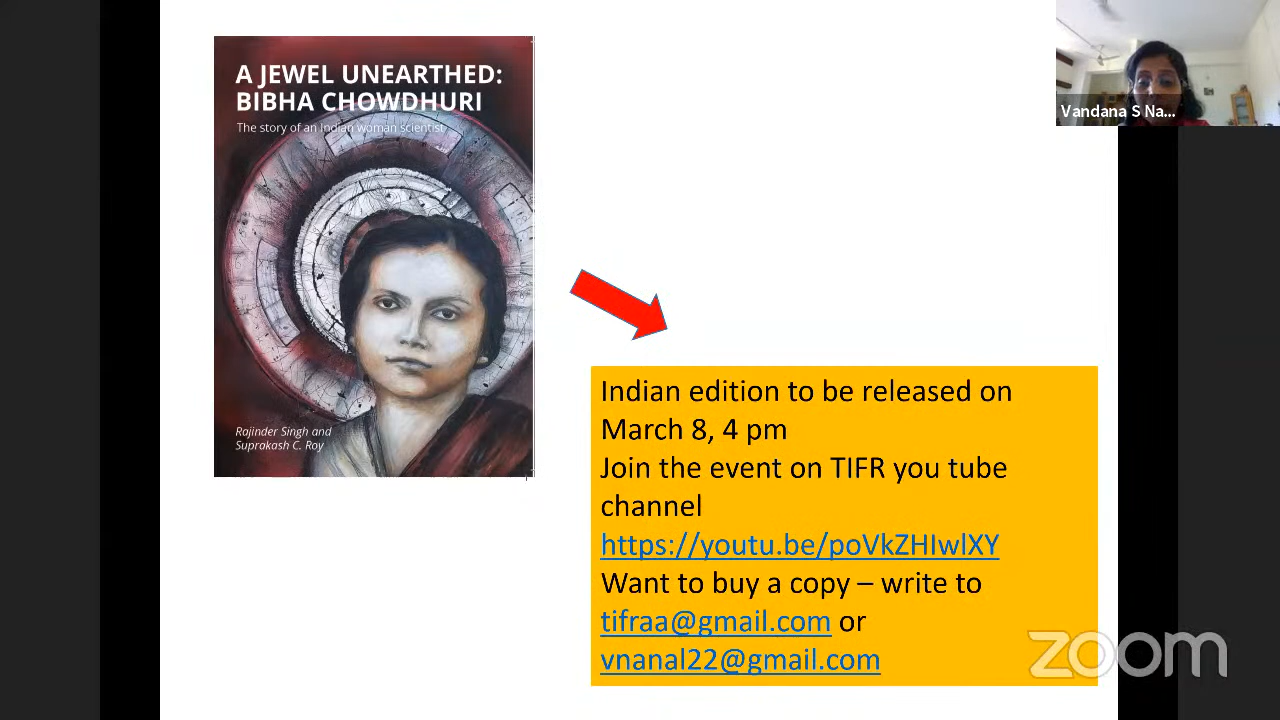 A JEWEL UNEARTHED:
BIBHA CHOWDHURI
The story of an Indian woman scientist
Rajinder Singh and
Suprakash C. Roy
Vandana S Na...
Indian edition to be released on
March 8, 4 pm
Join the event on TIFR you tube
channel
https://youtu.be/poVkZHIwlXY
Want to buy a copy – write to
tifraa@gmail.com or
vnanal22@gmail.com
zoom